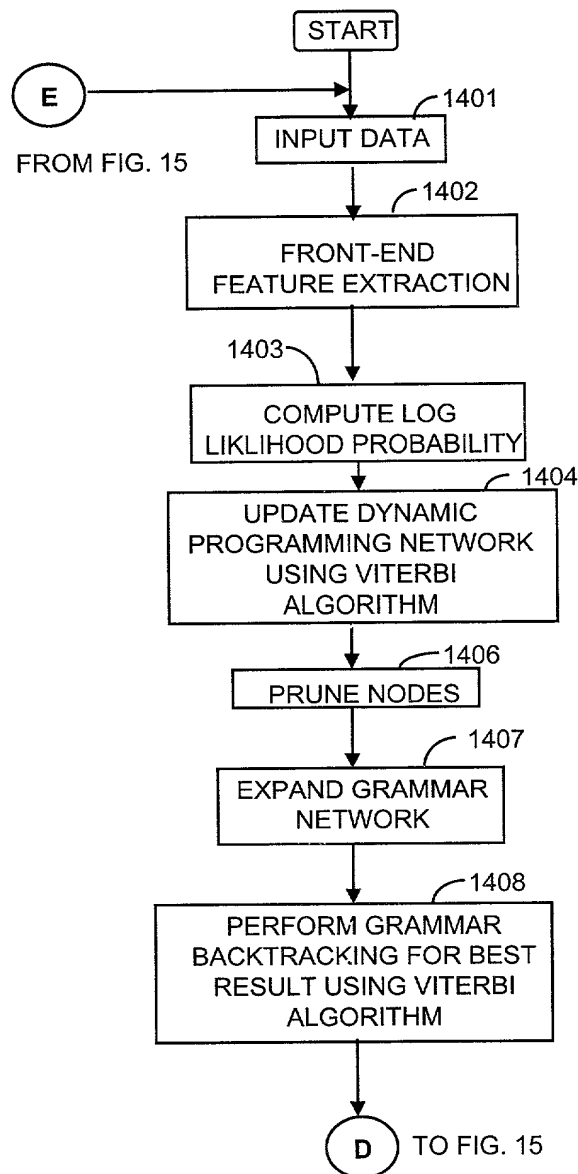 START
E
FROM FIG. 15
1401
INPUT DATA
1402
FRONT-END
FEATURE EXTRACTION
1403
COMPUTE LOG
LIKLIHOOD PROBABILITY
1404
UPDATE DYNAMIC
PROGRAMMING NETWORK
USING VITERBI
ALGORITHM
1406
PRUNE NODES
1407
EXPAND GRAMMAR
NETWORK
1408
PERFORM GRAMMAR
BACKTRACKING FOR BEST
RESULT USING VITERBI
ALGORITHM
D
TO FIG. 15